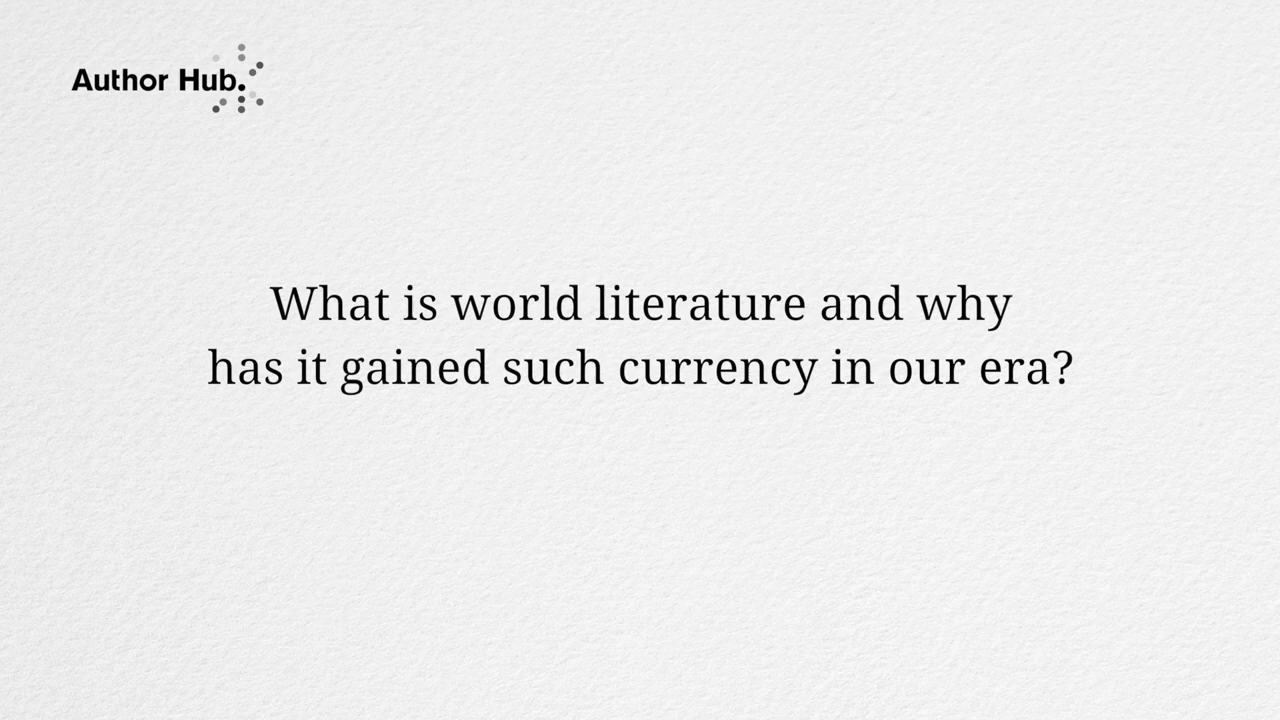 Author Hub.
What is world literature and why
has it gained such currency in our era?